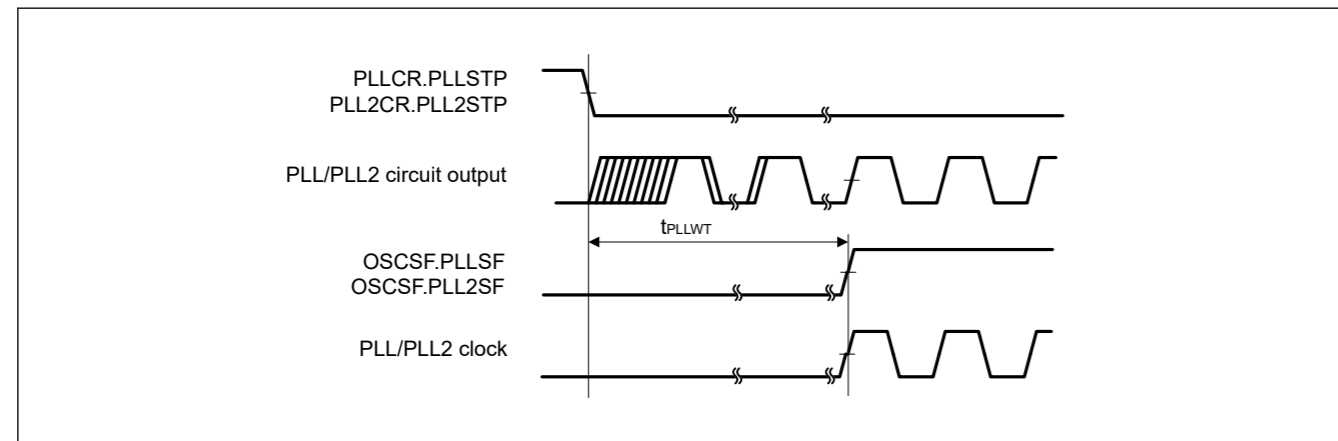 PLLCR.PLLSTP
PLL2CR.PLL2STP
PLL/PLL2 circuit output
tPLLWT
OSCSF.PLLSF
OSCSF.PLL2SF
PLL/PLL2 clock